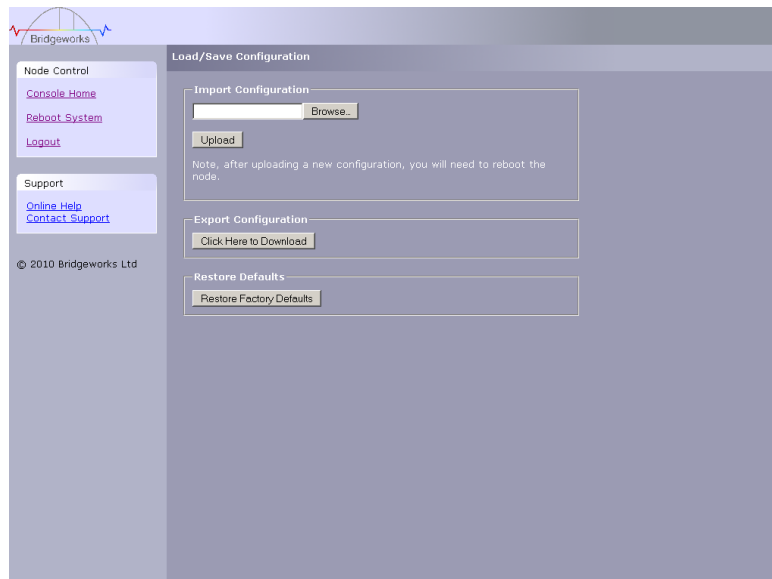 Bridgeworks
Node Control
Console Home
Reboot System
Logout
Support
Online Help
Contact Support
© 2010 Bridgeworks Ltd
Load/Save Configuration
Import Configuration
Browse...
Upload
Note, after uploading a new configuration, you will need to reboot the
node.
Export Configuration
Click Here to Download
Restore Defaults
Restore Factory Defaults